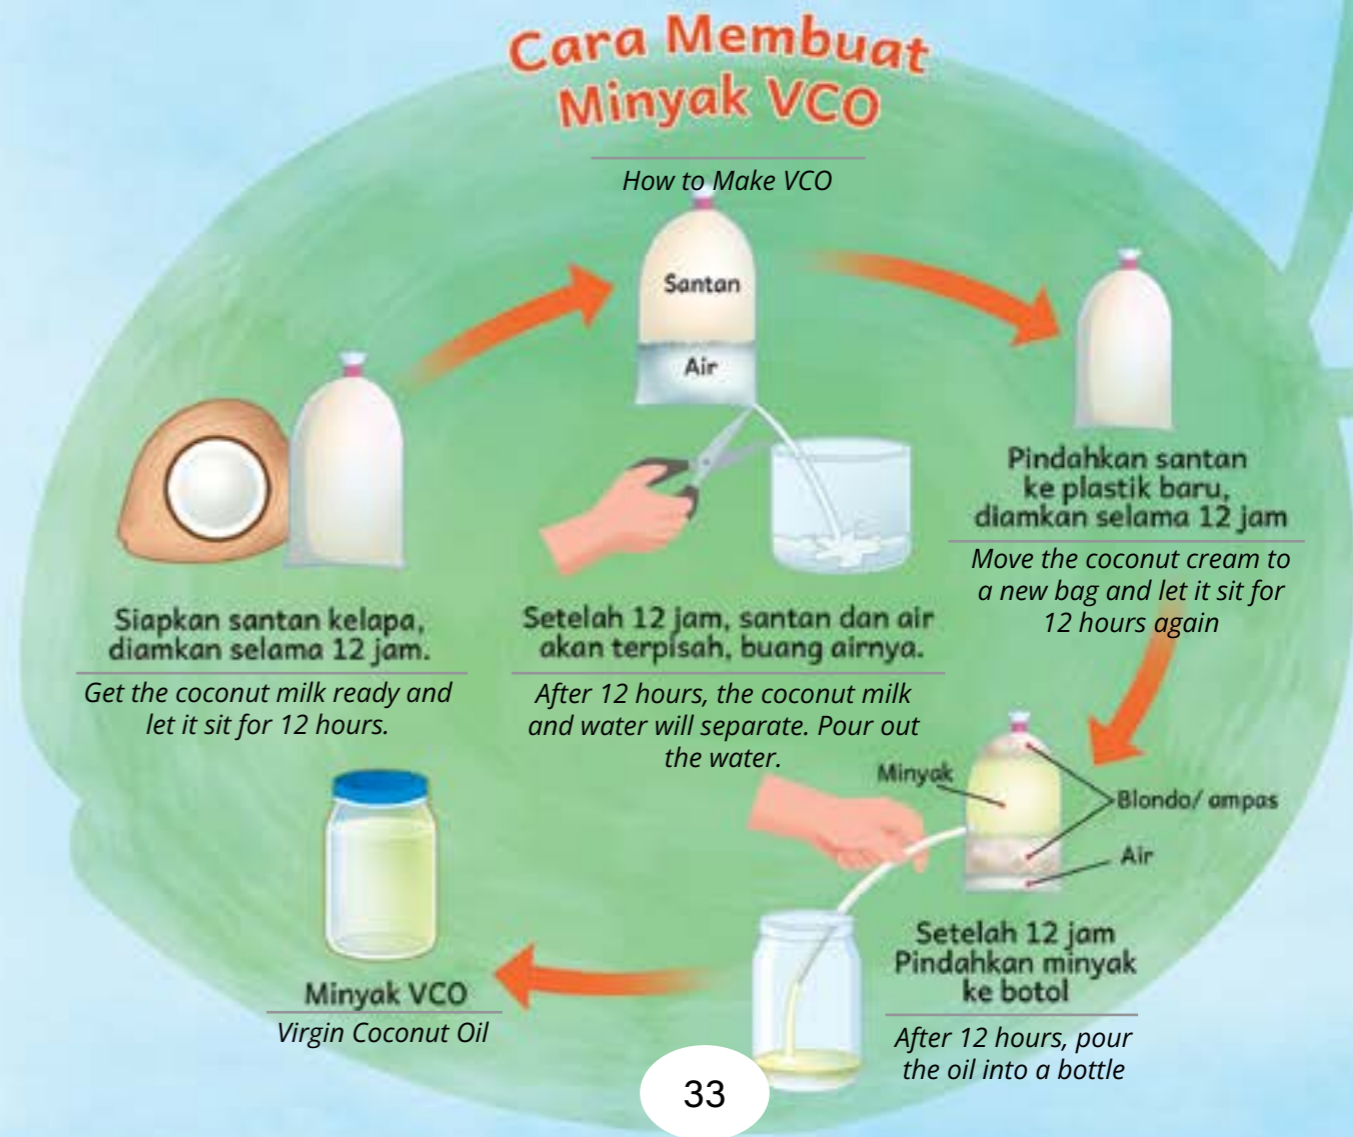 Cara Membuat
Minyak VCO
How to Make VCO
Santan
Air
Siapkan santan kelapa,
diamkan selama 12 jam.
Get the coconut milk ready and
let it sit for 12 hours.
Setelah 12 jam, santan dan air
akan terpisah, buang airnya.
After 12 hours, the coconut milk
and water will separate. Pour out
the water.
Pindahkan santan
ke plastik baru,
diamkan selama 12 jam
Move the coconut cream to
a new bag and let it sit for
12 hours again
Minyak
Blondo/ ampas
Air
Setelah 12 jam
Pindahkan minyak
ke botol
After 12 hours, pour
the oil into a bottle
Minyak VCO
Virgin Coconut Oil
33